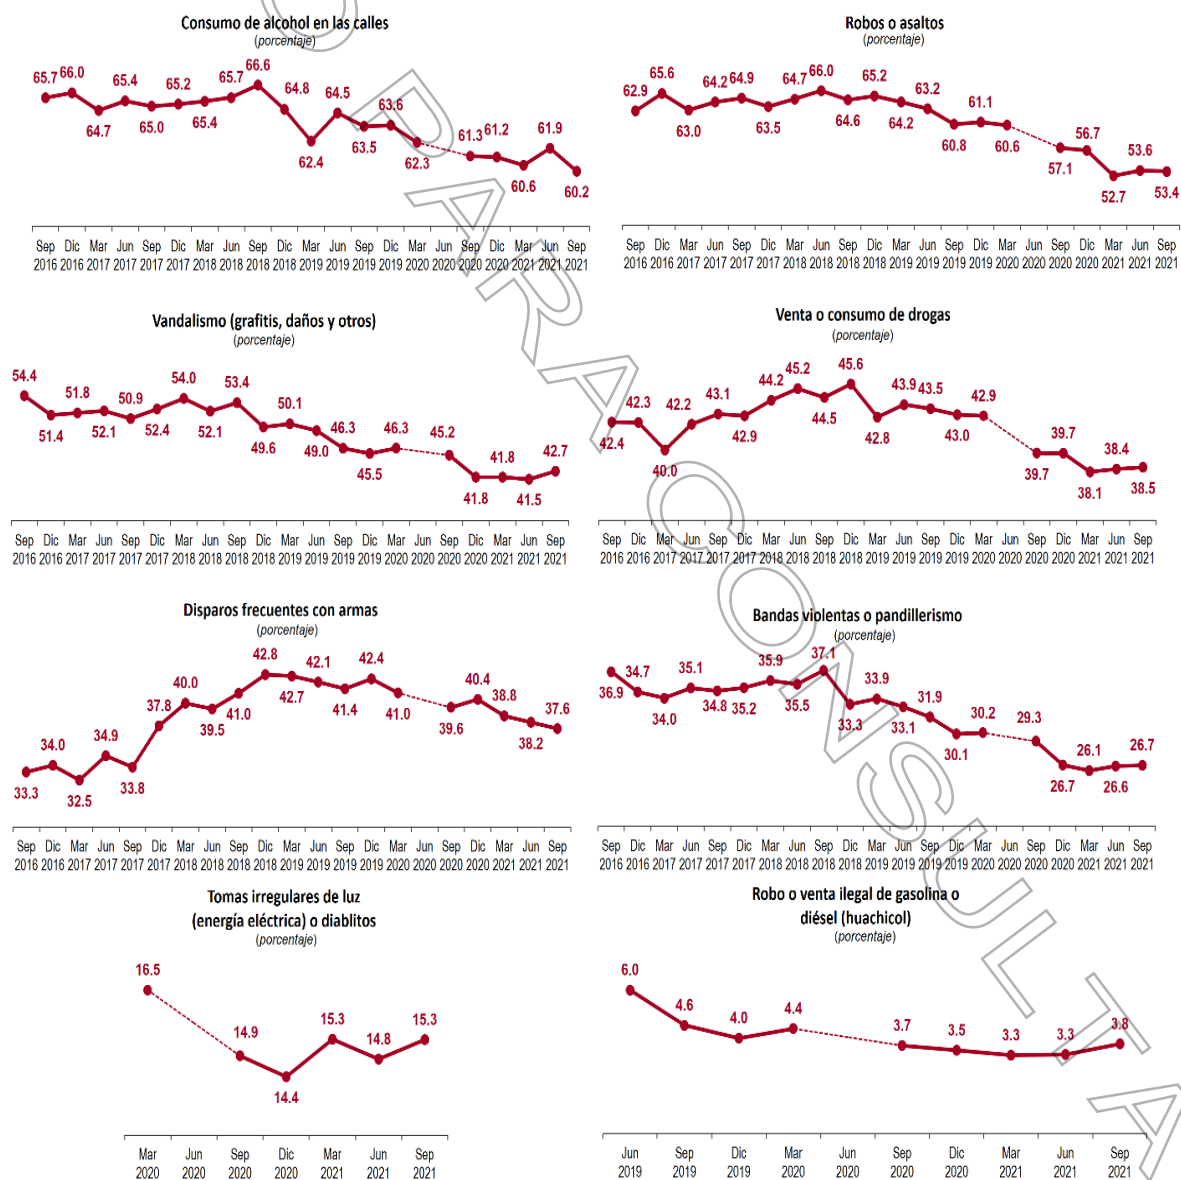 Consumo de alcohol en las calles
(porcentaje)
65.7 66.0 64.7 65.4 65.0 65.2 65.4 65.7 66.6 64.8 62.4 64.5 63.5 63.6 62.3 61.3 61.2 60.6 61.9 60.2
Sep Dic Mar Jun Sep Dic Mar Jun Sep Dic Mar Jun Sep Dic Mar Jun Sep Dic Mar Jun Sep
2016 2016 2017 2017 2017 2017 2018 2018 2018 2018 2019 2019 2019 2019 2020 2020 2020 2020 2021 2021 2021
Robos o asaltos
(porcentaje)
62.9 65.6 63.0 64.2 64.9 63.5 64.7 66.0 64.6 65.2 64.2 63.2 60.8 61.1 60.6 57.1 56.7 52.7 53.6 53.4
Sep Dic Mar Jun Sep Dic Mar Jun Sep Dic Mar Jun Sep Dic Mar Jun Sep Dic Mar Jun Sep
2016 2016 2017 2017 2017 2017 2018 2018 2018 2018 2019 2019 2019 2019 2020 2020 2020 2020 2021 2021 2021
Vandalismo (grafitis, daños y otros)
(porcentaje)
54.4 51.4 51.8 52.1 50.9 52.4 54.0 52.1 53.4 49.6 50.1 49.0 46.3 45.5 46.3 45.2 41.8 41.8 41.5 42.7
Sep Dic Mar Jun Sep Dic Mar Jun Sep Dic Mar Jun Sep Dic Mar Jun Sep Dic Mar Jun Sep
2016 2016 2017 2017 2017 2017 2018 2018 2018 2018 2019 2019 2019 2019 2020 2020 2020 2020 2021 2021 2021
Venta o consumo de drogas
(porcentaje)
42.4 42.3 40.0 42.2 43.1 42.9 44.2 45.2 44.5 45.6 42.8 43.9 43.5 43.0 42.9 39.7 39.7 38.1 38.4 38.5
Sep Dic Mar Jun Sep Dic Mar Jun Sep Dic Mar Jun Sep Dic Mar Jun Sep Dic Mar Jun Sep
2016 2016 2017 2017 2017 2017 2018 2018 2018 2018 2019 2019 2019 2019 2020 2020 2020 2020 2021 2021 2021
Disparos frecuentes con armas
(porcentaje)
33.3 34.0 32.5 34.9 33.8 37.8 40.0 39.5 41.0 42.8 42.7 42.1 41.4 42.4 41.0 39.6 40.4 38.8 38.2 37.6
Sep Dic Mar Jun Sep Dic Mar Jun Sep Dic Mar Jun Sep Dic Mar Jun Sep Dic Mar Jun Sep
2016 2016 2017 2017 2017 2017 2018 2018 2018 2018 2019 2019 2019 2019 2020 2020 2020 2020 2021 2021 2021
Bandas violentas o pandillerismo
(porcentaje)
36.9 34.7 34.0 35.1 34.8 35.2 35.9 35.5 37.1 33.3 33.9 33.1 31.9 30.1 30.2 29.3 26.7 26.1 26.6 26.7
Sep Dic Mar Jun Sep Dic Mar Jun Sep Dic Mar Jun Sep Dic Mar Jun Sep Dic Mar Jun Sep
2016 2016 2017 2017 2017 2017 2018 2018 2018 2018 2019 2019 2019 2019 2020 2020 2020 2020 2021 2021 2021
Tomas irregulares de luz
(energía eléctrica) o diablitos
(porcentaje)
16.5 14.9 14.4 15.3 14.8 15.3
Mar Jun Sep Dic Mar Jun Sep
2020 2020 2020 2020 2021 2021 2021
Robo o venta ilegal de gasolina o
diésel (huachicol)
(porcentaje)
6.0 4.6 4.0 4.4 3.7 3.5 3.3 3.3 3.8
Jun Sep Dic Mar Jun Sep Dic Mar Jun Sep
2019 2019 2019 2020 2020 2020 2020 2021 2021 2021
O PARA CONSULTA